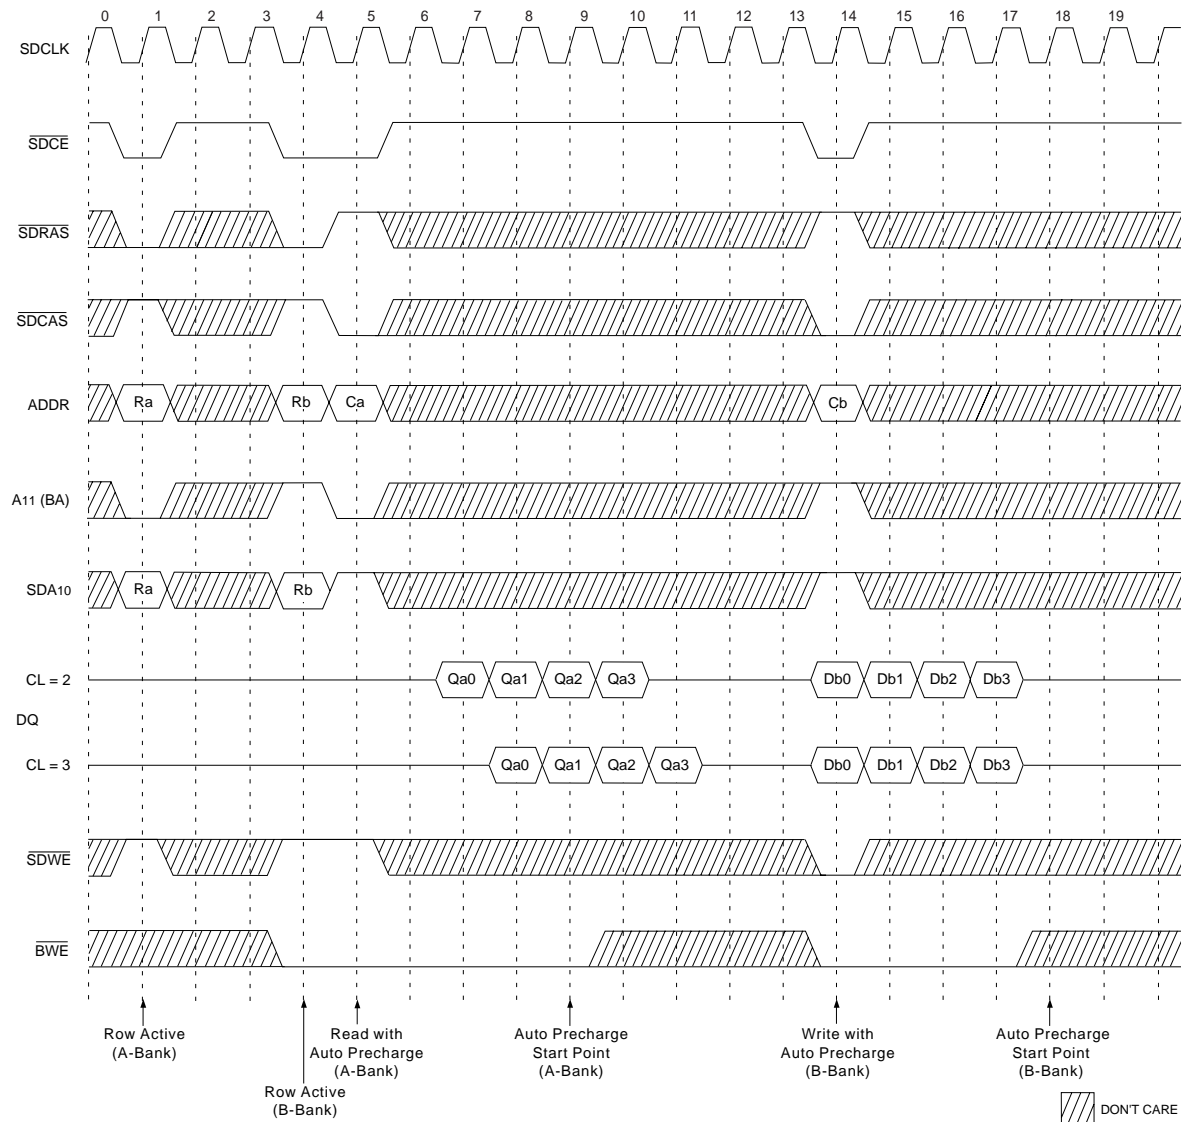 0 1 2 3 4 5 6 7 8 9 10 11 12 13 14 15 16 17 18 19
SDCLK
SDCE
SDRAS
SDCAS
ADDR Ra Rb Ca Cb
A11 (BA)
SDA10 Ra Rb
CL = 2 Qa0 Qa1 Qa2 Qa3 Db0 Db1 Db2 Db3
DQ
CL = 3 Qa0 Qa1 Qa2 Qa3 Db0 Db1 Db2 Db3
SDWE
BWE
Row Active
(A-Bank)
Row Active
(B-Bank)
Read with
Auto Precharge
(A-Bank)
Auto Precharge
Start Point
(A-Bank)
Write with
Auto Precharge
(B-Bank)
Auto Precharge
Start Point
(B-Bank)
DON'T CARE